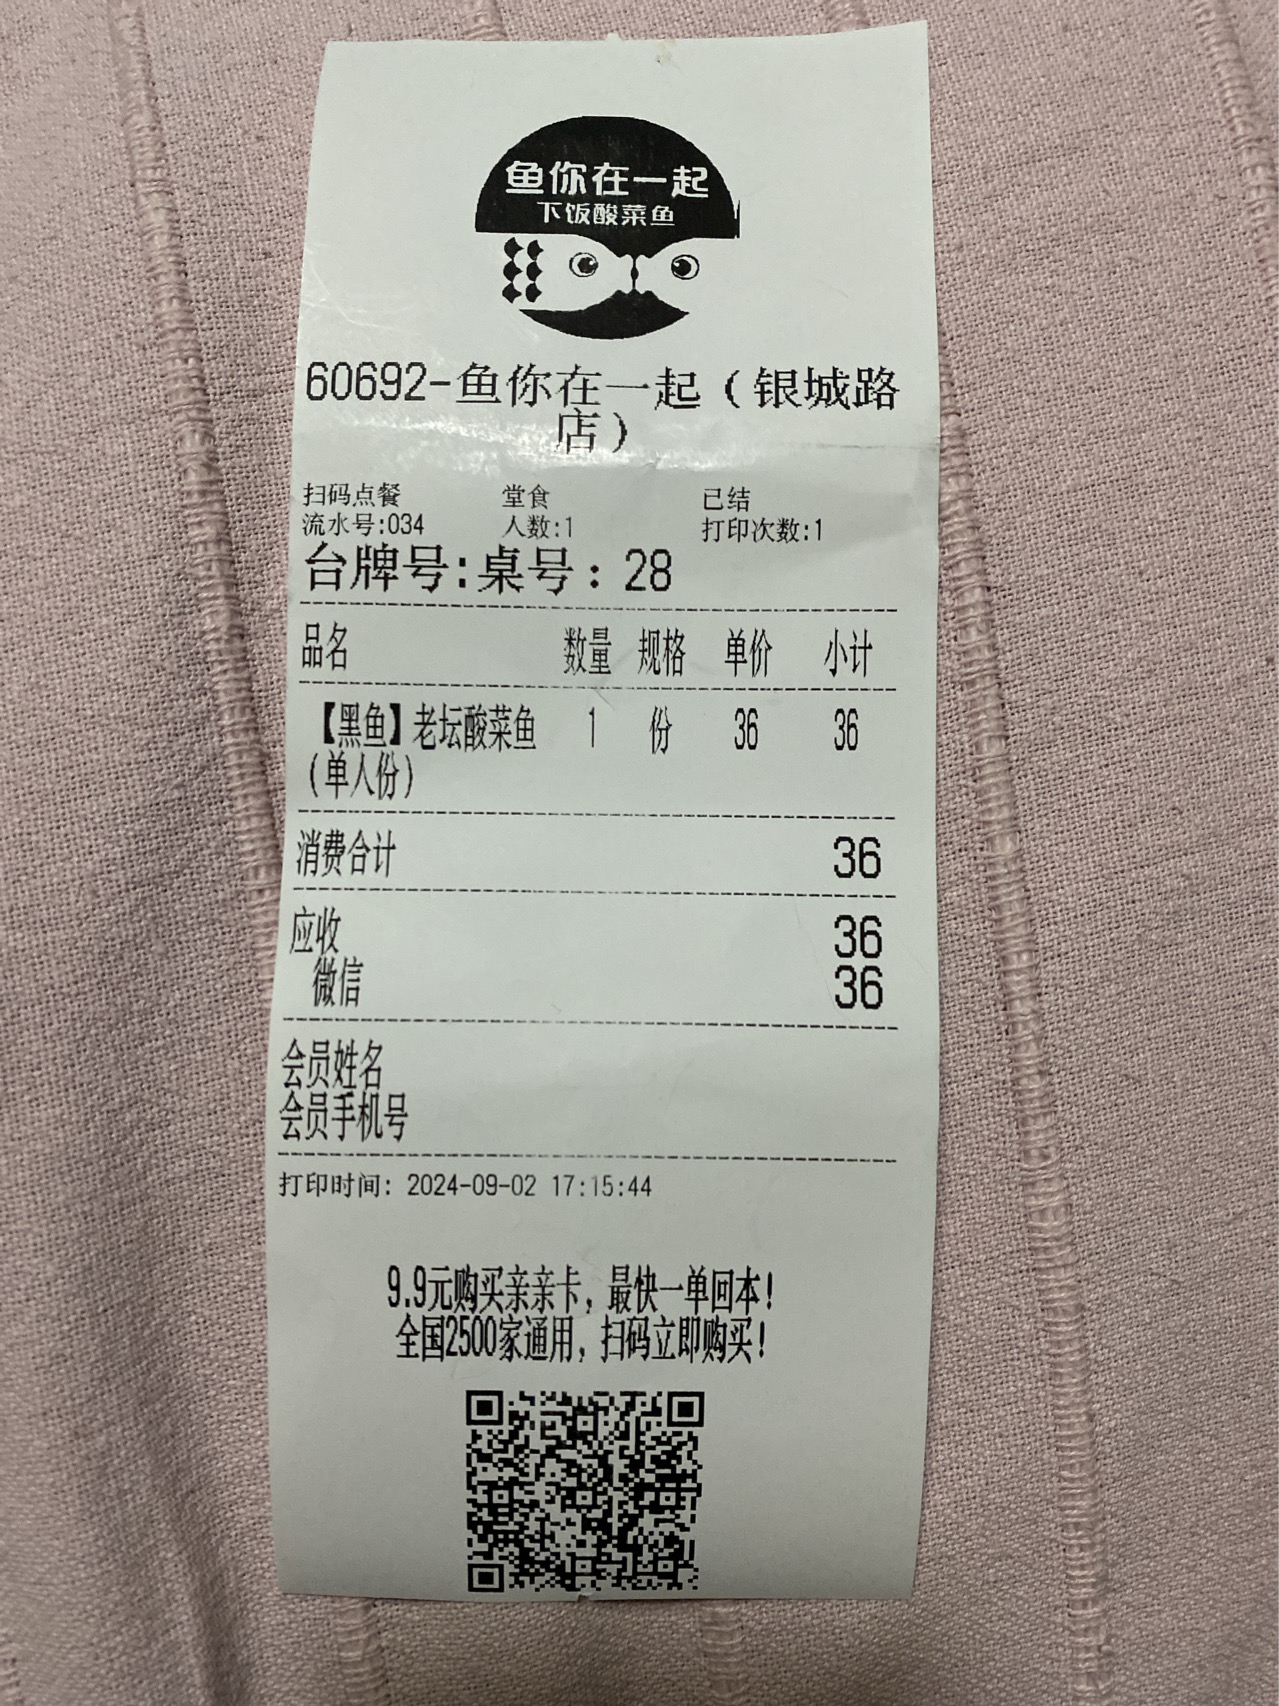 鱼你在一起
下饭酸菜鱼
60692-鱼你在一起（银城路
店）
扫码点餐 堂食 已结
流水号:034 人数:1 打印次数:1
台牌号:桌号：28
品名 数量 规格 单价 小计
【黑鱼】老坛酸菜鱼 1 份 36 36
（单人份）
消费合计 36
应收 36
微信 36
会员姓名
会员手机号
打印时间: 2024-09-02 17:15:44
9.9元购买亲亲卡，最快一单回本！
全国2500家通用，扫码立即购买！